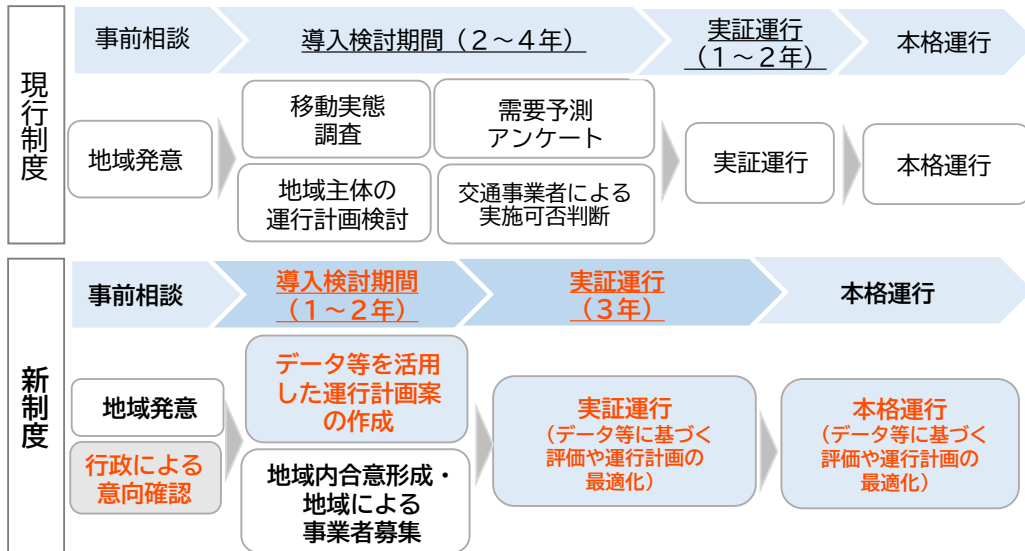 現行制度
事前相談
導入検討期間（２～４年）
実証運行
（１～２年）
本格運行
地域発意
移動実態
調査
需要予測
アンケート
地域主体の
運行計画検討
交通事業者による
実施可否判断
実証運行
本格運行
新制度
事前相談
導入検討期間
（１～２年）
実証運行
（３年）
本格運行
地域発意
行政による
意向確認
データ等を活用
した運行計画案
の作成
地域内合意形成・
地域による
事業者募集
実証運行
（データ等に基づく
評価や運行計画の
最適化）
本格運行
（データ等に基づく
評価や運行計画の
最適化）